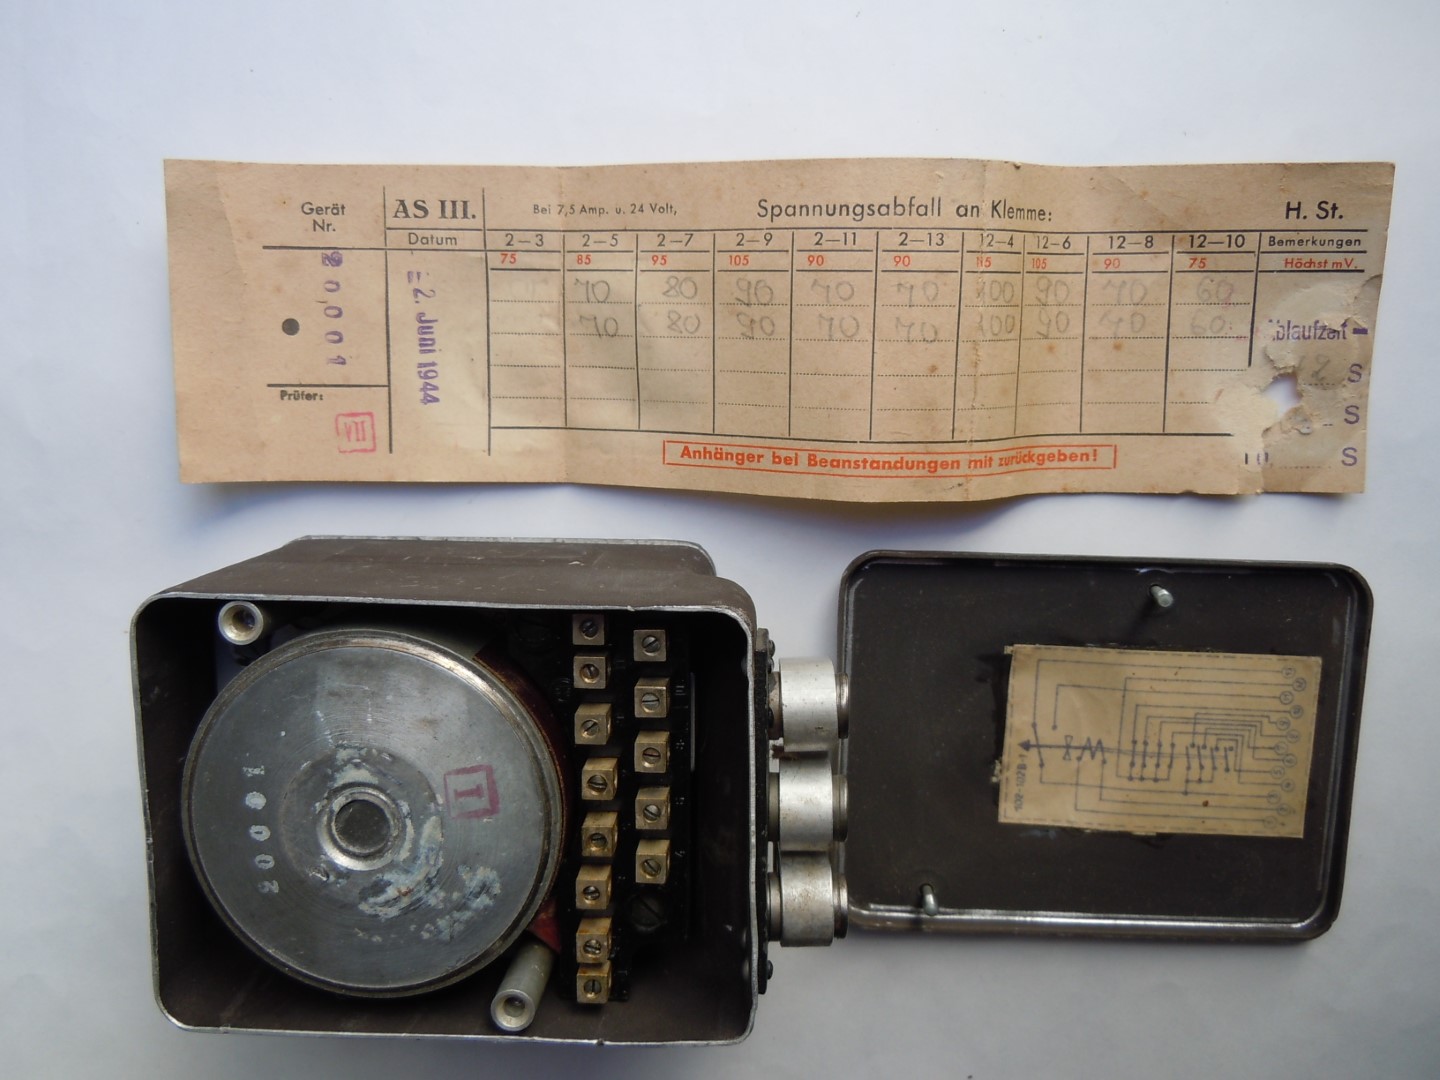 Gerät Nr.
AS III.
Bei 7,5 Amp. u. 24 Volt,
Spannungsabfall an Klemme:
H. St.
Datum
2—3 2—5 2—7 2—9 2—11 2—13 12—4 12—6 12—8 12—10 Bemerkungen
75 85 95 105 90 90 115 105 90 75 Höchst mV.
70 80 90 70 70 100 90 70 60
70 80 90 70 70 100 90 70 60
20,001
2. Juni 1944
S
S
S
Prüfer:
VII
Anhänger bei Beanstandungen mit zurückgeben!
T